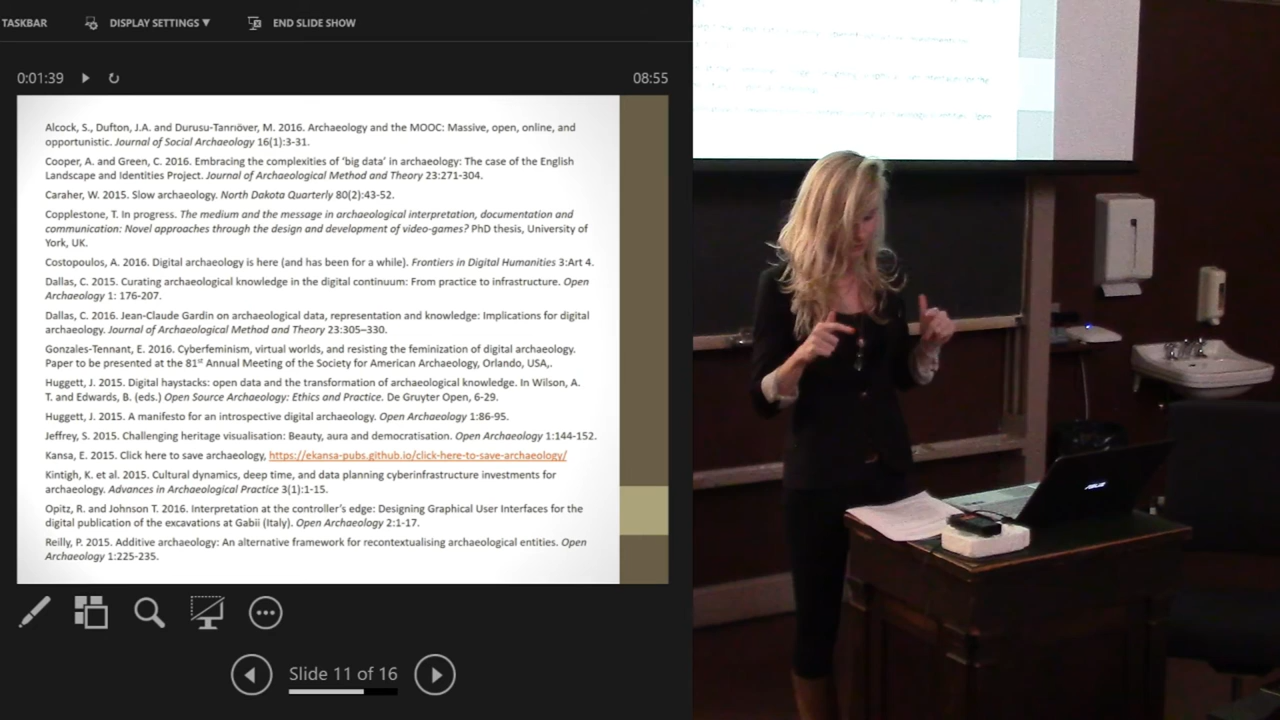 TASKBAR DISPLAY SETTINGS ▼ END SLIDE SHOW
0:01:39 08:55
Alcock, S., Dufton, J.A. and Durusu-Tanrıöver, M. 2016. Archaeology and the MOOC: Massive, open, online, and
opportunistic. Journal of Social Archaeology 16(1):3-31.
Cooper, A. and Green, C. 2016. Embracing the complexities of ‘big data’ in archaeology: The case of the English
Landscape and Identities Project. Journal of Archaeological Method and Theory 23:271-304.
Caraher, W. 2015. Slow archaeology. North Dakota Quarterly 80(2):43-52.
Copplestone, T. In progress. The medium and the message in archaeological interpretation, documentation and
communication: Novel approaches through the design and development of video-games? PhD thesis, University of
York, UK.
Costopoulos, A. 2016. Digital archaeology is here (and has been for a while). Frontiers in Digital Humanities 3:Art 4.
Dallas, C. 2015. Curating archaeological knowledge in the digital continuum: From practice to infrastructure. Open
Archaeology 1: 176-207.
Dallas, C. 2016. Jean-Claude Gardin on archaeological data, representation and knowledge: Implications for digital
archaeology. Journal of Archaeological Method and Theory 23:305–330.
Gonzales-Tennant, E. 2016. Cyberfeminism, virtual worlds, and resisting the feminization of digital archaeology.
Paper to be presented at the 81st Annual Meeting of the Society for American Archaeology, Orlando, USA,.
Huggett, J. 2015. Digital haystacks: open data and the transformation of archaeological knowledge. In Wilson, A.
T. and Edwards, B. (eds.) Open Source Archaeology: Ethics and Practice. De Gruyter Open, 6-29.
Huggett, J. 2015. A manifesto for an introspective digital archaeology. Open Archaeology 1:86-95.
Jeffrey, S. 2015. Challenging heritage visualisation: Beauty, aura and democratisation. Open Archaeology 1:144-152.
Kansa, E. 2015. Click here to save archaeology, https://ekansa-pubs.github.io/click-here-to-save-archaeology/
Kintigh, K. et al. 2015. Cultural dynamics, deep time, and data planning cyberinfrastructure investments for
archaeology. Advances in Archaeological Practice 3(1):1-15.
Opitz, R. and Johnson T. 2016. Interpretation at the controller’s edge: Designing Graphical User Interfaces for the
digital publication of the excavations at Gabii (Italy). Open Archaeology 2:1-17.
Reilly, P. 2015. Additive archaeology: An alternative framework for recontextualising archaeological entities. Open
Archaeology 1:225-235.
Slide 11 of 16
ASUS